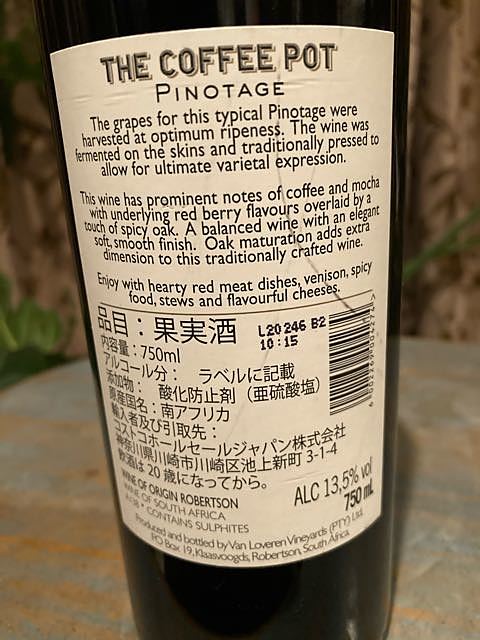 THE COFFEE POT
PINOTAGE
The grapes for this typical Pinotage were
harvested at optimum ripeness. The wine was
fermented on the skins and traditionally pressed to
allow for ultimate varietal expression.
This wine has prominent notes of coffee and mocha
with underlying red berry flavours overlaid by a
touch of spicy oak. A balanced wine with an elegant
soft, smooth finish. Oak maturation adds extra
dimension to this traditionally crafted wine.
Enjoy with hearty red meat dishes, venison, spicy
food, stews and flavourful cheeses.
品目：果実酒
L20246 B2
10:15
内容量：750ml
アルコール分： ラベルに記載
添加物： 酸化防止剤（亜硫酸塩）
原産国名：南アフリカ
輸入者及び引取先：
コストコホールセールジャパン株式会社
神奈川県川崎市川崎区池上新町 3-1-4
飲酒は 20 歳になってから。
WINE OF ORIGIN ROBERTSON
WINE OF SOUTH AFRICA
• CONTAINS SULPHITES
ALC 13,5% vol
750 mL
Produced and bottled by Van Loveren Vineyards (PTY) Ltd.
PO Box 19, Klaasvoogds, Robertson, South Africa